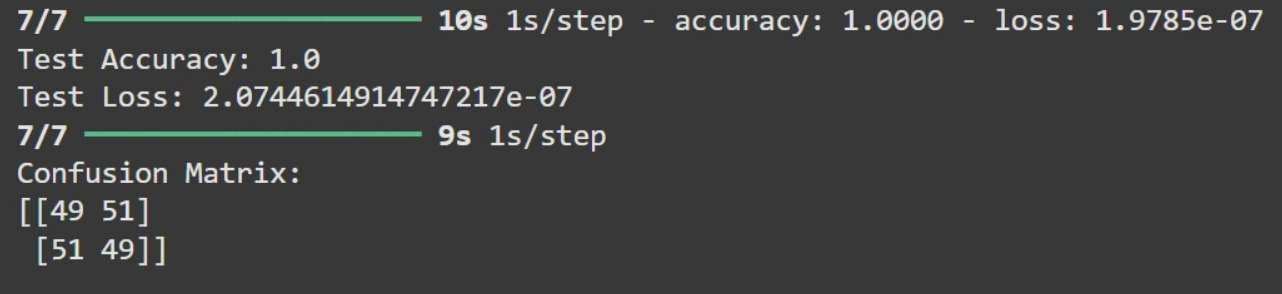 7/7 ━━━━━━━━━━━━━━━━━━━━ 10s 1s/step - accuracy: 1.0000 - loss: 1.9785e-07
Test Accuracy: 1.0
Test Loss: 2.0744614914747217e-07
7/7 ━━━━━━━━━━━━━━━━━━━━ 9s 1s/step
Confusion Matrix:
[[49 51]
 [51 49]]